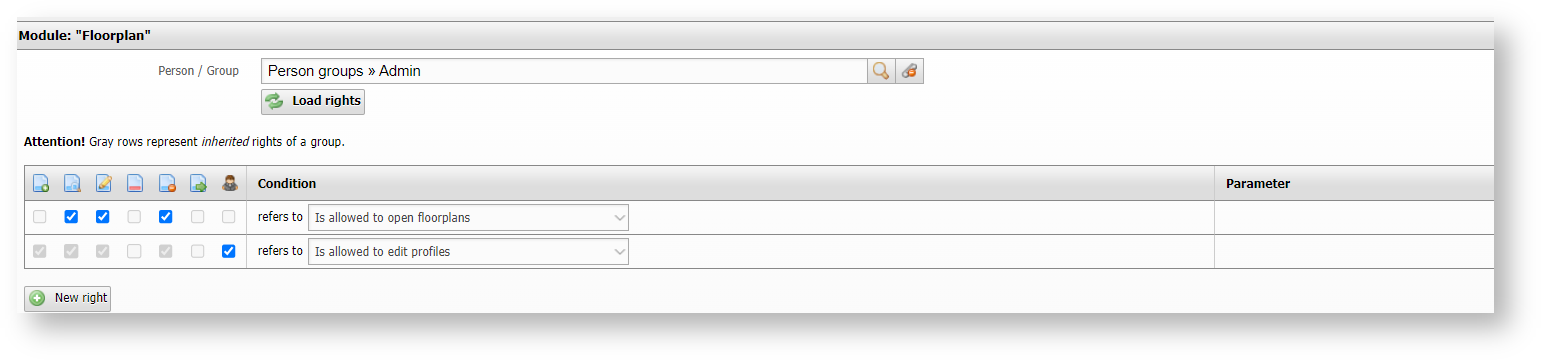 Module: "Floorplan"
Person / Group
Person groups » Admin
Load rights
Attention! Gray rows represent inherited rights of a group.
Condition
Parameter
refers to Is allowed to open floorplans
refers to Is allowed to edit profiles
New right